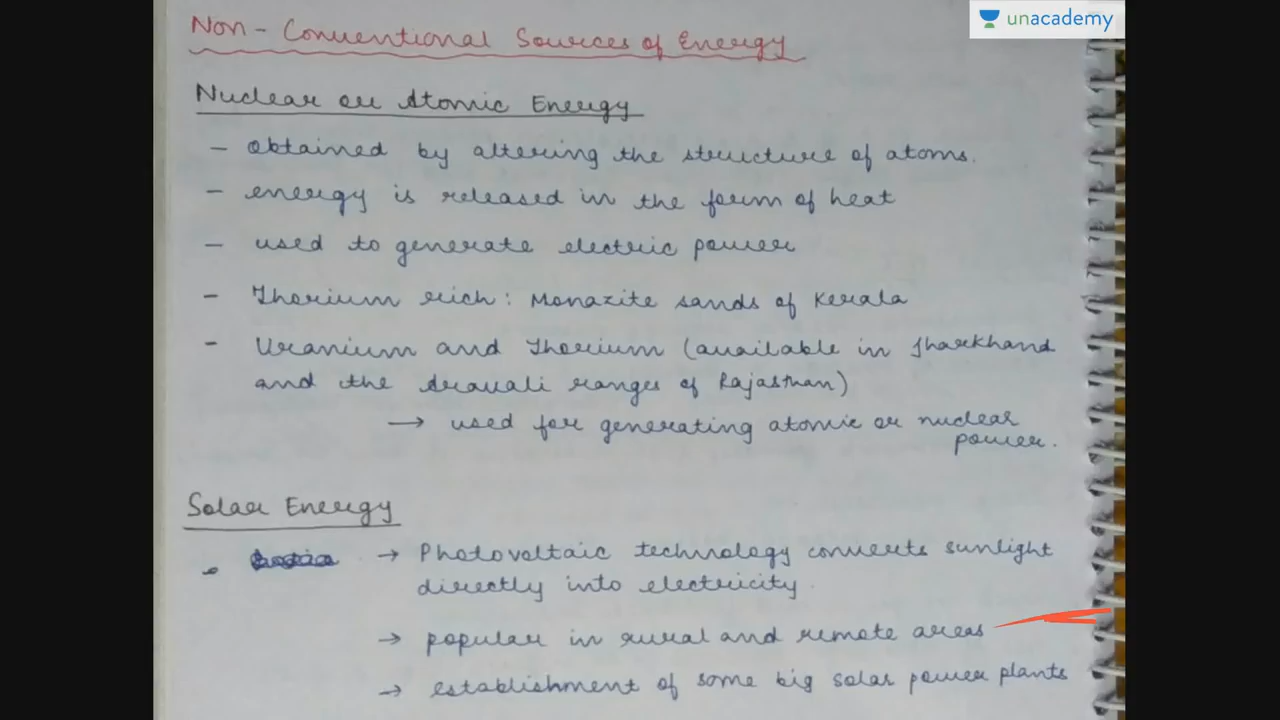 unacademy
Non-Conventional Sources of Energy
Nuclear or Atomic Energy
- obtained by altering the structure of atoms.
- energy is released in the form of heat
- used to generate electric power
- Thorium rich: Monazite sands of Kerala
- Uranium and Thorium (available in Jharkhand
and the Aravali ranges of Rajasthan)
→ used for generating atomic or nuclear
power.
Solar Energy
→ Photovoltaic technology converts sunlight
directly into electricity.
→ popular in rural and remote areas
→ establishment of some big solar power plants